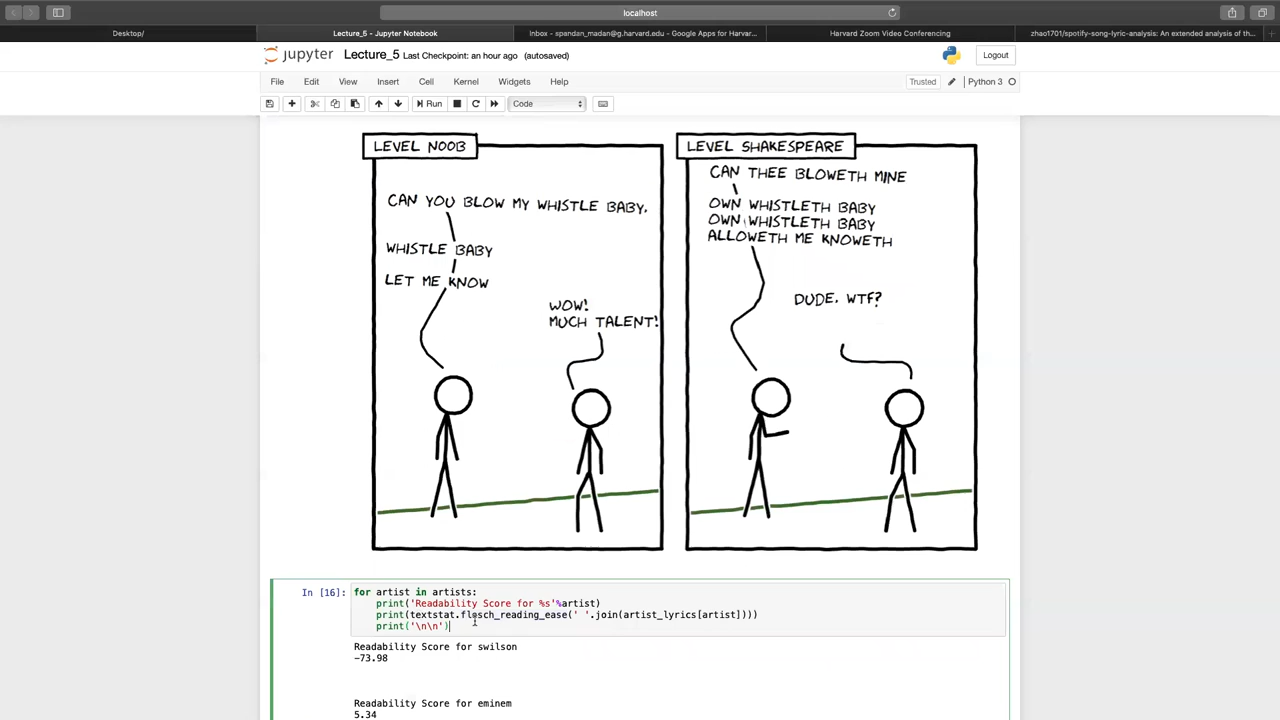 localhost
Desktop/
Lecture_5 - Jupyter Notebook
Inbox - spandan_madan@g.harvard.edu - Google Apps for Harvar...
Harvard Zoom Video Conferencing
zhao1701/spotify-song-lyric-analysis: An extended analysis of th...
jupyter Lecture_5 Last Checkpoint: an hour ago (autosaved)
Logout
File Edit View Insert Cell Kernel Widgets Help
Trusted Python 3
Run Code
LEVEL NOOB
CAN YOU BLOW MY WHISTLE BABY,
WHISTLE BABY
LET ME KNOW
WOW!
MUCH TALENT!
LEVEL SHAKESPEARE
CAN THEE BLOWETH MINE
OWN WHISTLETH BABY
OWN WHISTLETH BABY
ALLOWETH ME KNOWETH
DUDE. WTF?
In [16]: for artist in artists:
print('Readability Score for %s'%artist)
print(textstat.flesch_reading_ease(' '.join(artist_lyrics[artist])))
print('\n\n')
Readability Score for swilson
-73.98
Readability Score for eminem
5.34